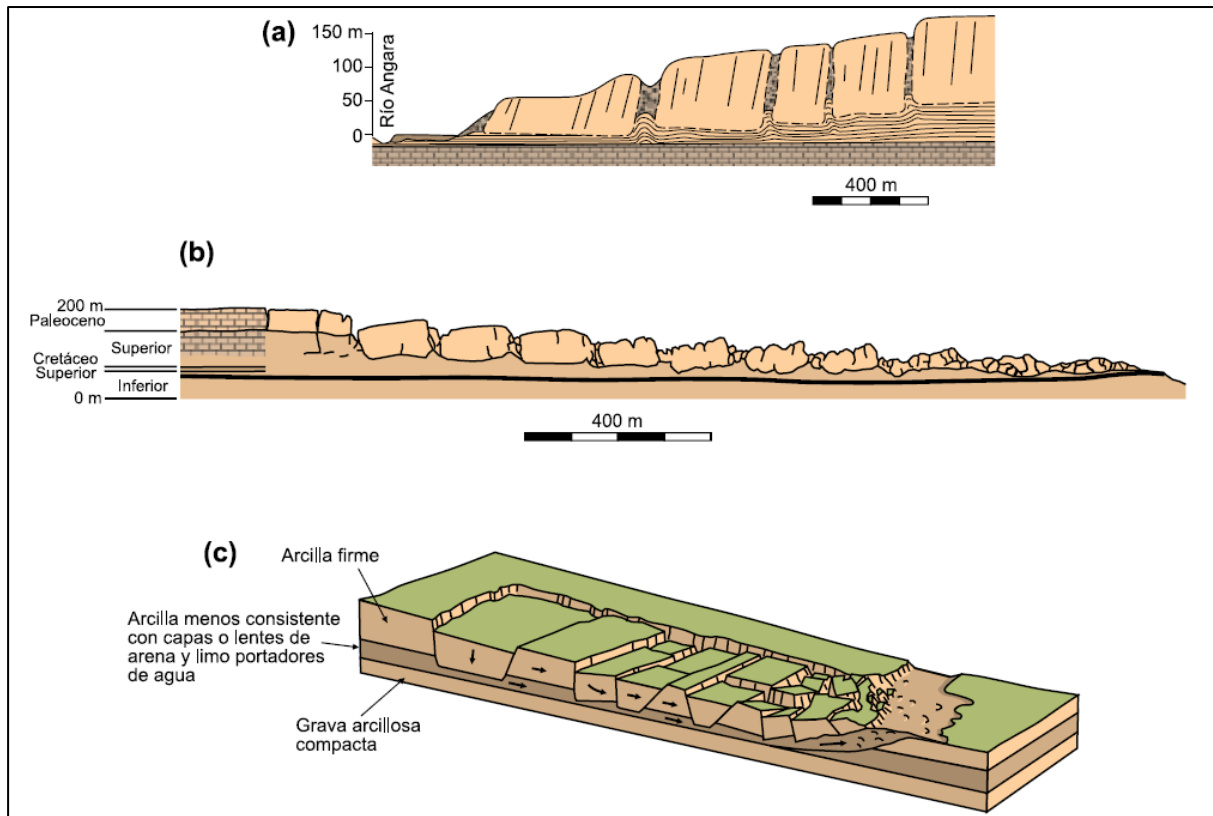 (a)
150 m
100
50
0
Río Angara
400 m
(b)
200 m
Paleoceno
Superior
Cretáceo
Superior
Inferior
0 m
400 m
(c)
Arcilla firme
Arcilla menos consistente
con capas o lentes de
arena y limo portadores
de agua
Grava arcillosa
compacta